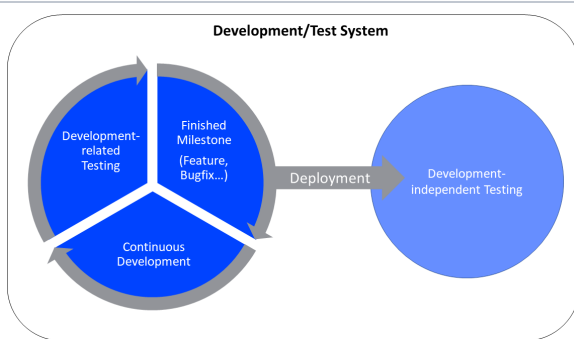 Development/Test System
Development-
related
Testing
Finished
Milestone
(Feature,
Bugfix...)
Continuous
Development
Deployment
Development-
independent Testing